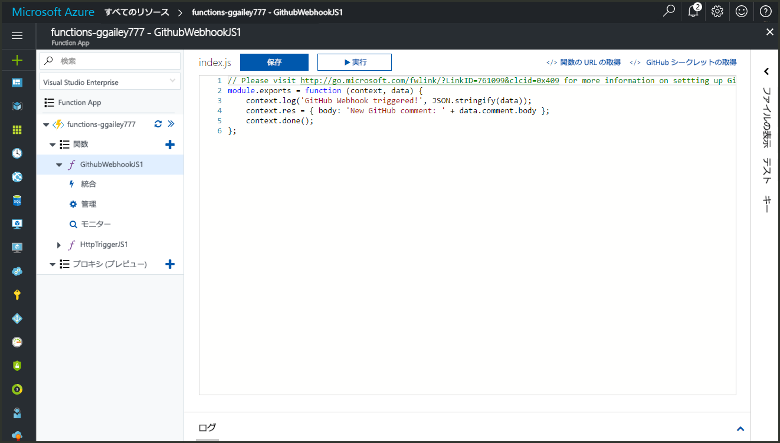 Microsoft Azure すべてのリソース > functions-ggailey777 - GithubWebhookJS1
2
functions-ggailey777 - GithubWebhookJS1
Function App
検索
Visual Studio Enterprise
Function App
functions-ggailey777
関数
GithubWebhookJS1
統合
管理
モニター
HttpTriggerJS1
プロキシ (プレビュー)
index.js 保存 実行 </> 関数の URL の取得 </> GitHub シークレットの取得
1 // Please visit http://go.microsoft.com/fwlink/?LinkID=761099&clcid=0x409 for more information on settting up Gi
2 module.exports = function (context, data) {
3 context.log('GitHub Webhook triggered!', JSON.stringify(data));
4 context.res = { body: 'New GitHub comment: ' + data.comment.body };
5 context.done();
6 };
ファイルの表示
テスト
キー
ログ